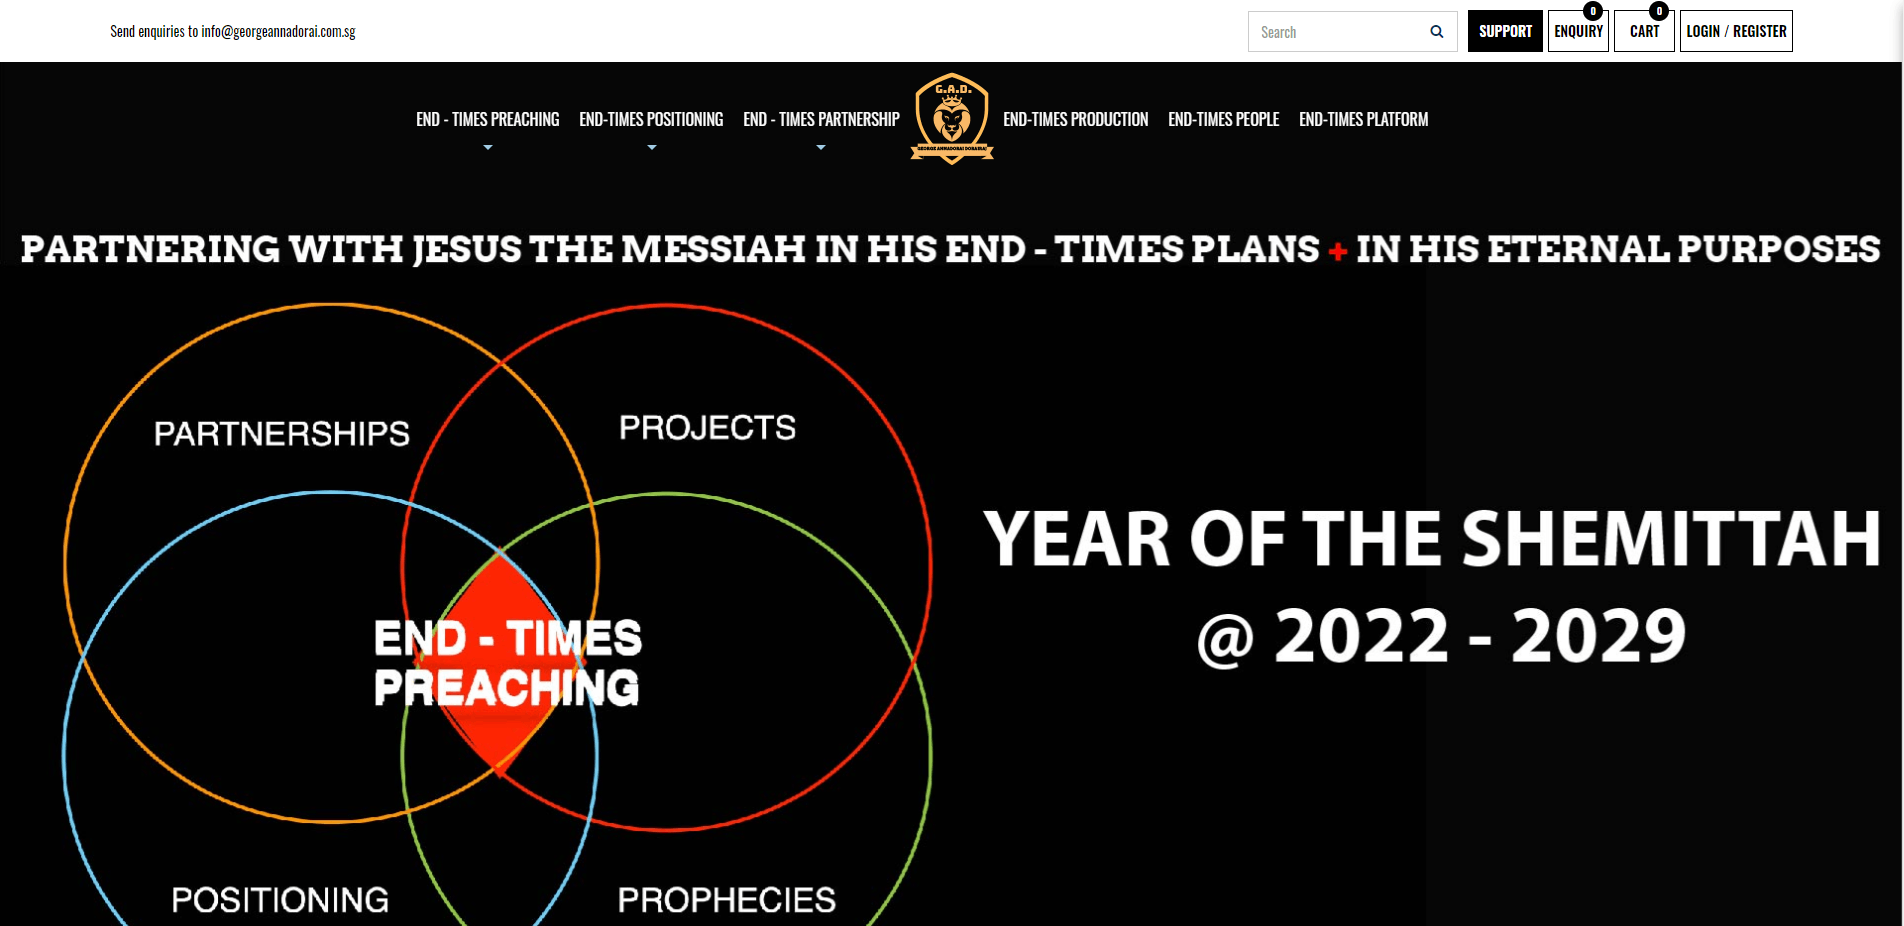 Send enquiries to info@georgeannadorai.com.sg
Search
SUPPORT
0
ENQUIRY
0
CART
LOGIN / REGISTER
END - TIMES PREACHING
END-TIMES POSITIONING
END - TIMES PARTNERSHIP
G.A.D.
GEORGE ANNADORAI DORAIRAJ
END-TIMES PRODUCTION
END-TIMES PEOPLE
END-TIMES PLATFORM
PARTNERING WITH JESUS THE MESSIAH IN HIS END - TIMES PLANS + IN HIS ETERNAL PURPOSES
PARTNERSHIPS
PROJECTS
END - TIMES
PREACHING
POSITIONING
PROPHECIES
YEAR OF THE SHEMITTAH
@ 2022 - 2029